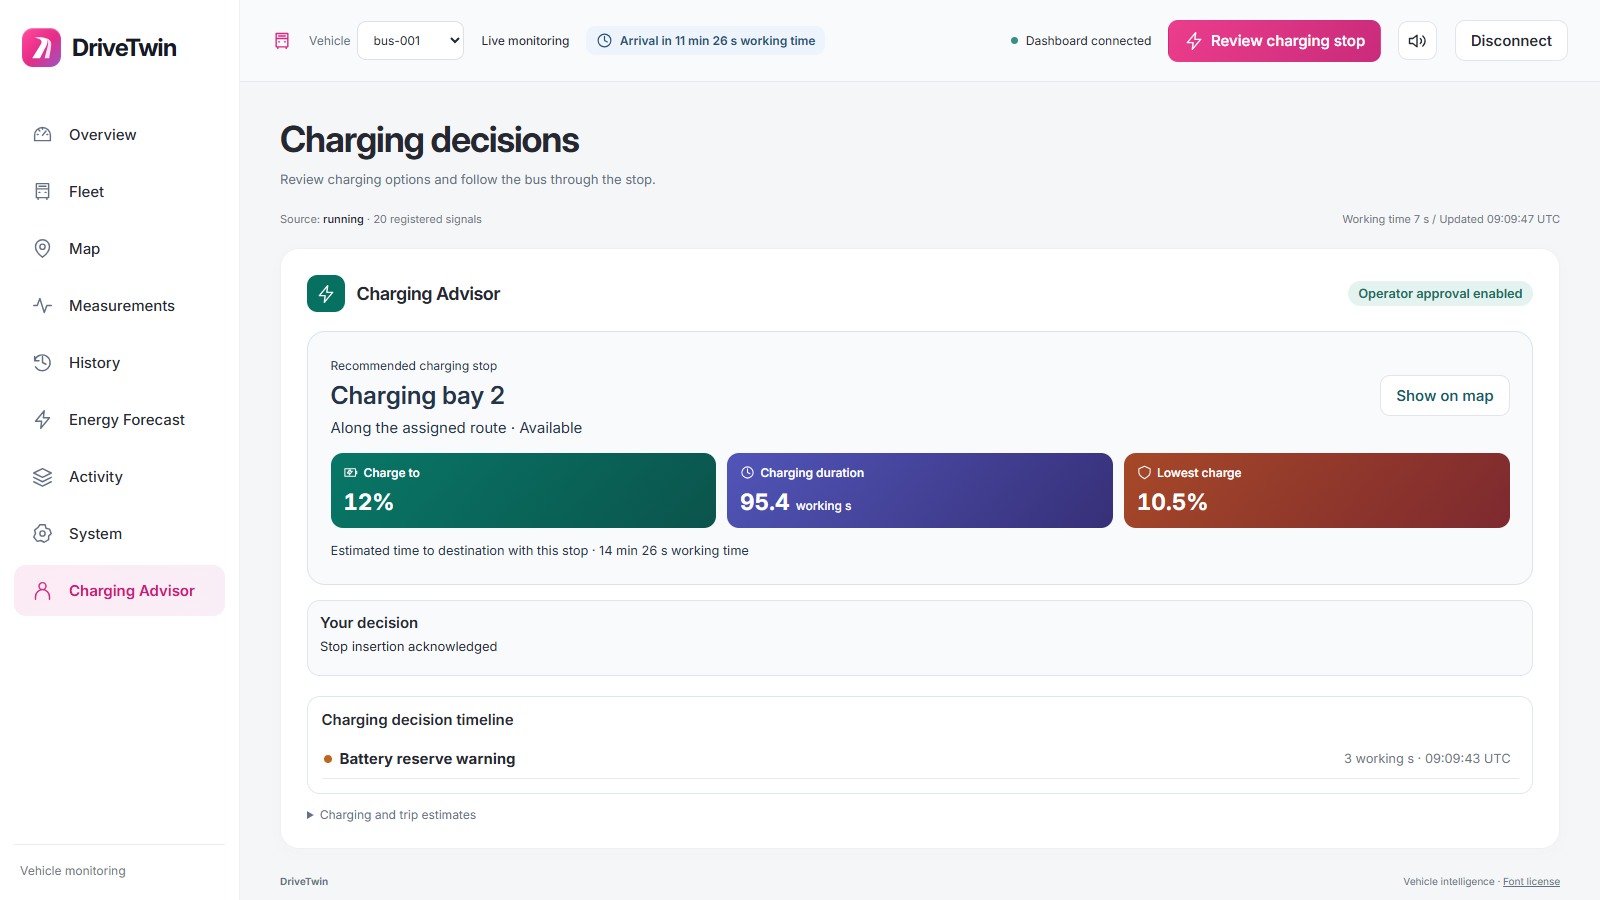 DriveTwin
Vehicle
bus-001
Live monitoring
Arrival in 11 min 26 s working time
Dashboard connected
Review charging stop
Disconnect
Overview
Fleet
Map
Measurements
History
Energy Forecast
Activity
System
Charging Advisor
Vehicle monitoring
Charging decisions
Review charging options and follow the bus through the stop.
Source: running · 20 registered signals
Working time 7 s / Updated 09:09:47 UTC
Charging Advisor
Operator approval enabled
Recommended charging stop
Charging bay 2
Along the assigned route · Available
Show on map
Charge to
12%
Charging duration
95.4 working s
Lowest charge
10.5%
Estimated time to destination with this stop · 14 min 26 s working time
Your decision
Stop insertion acknowledged
Charging decision timeline
Battery reserve warning
3 working s · 09:09:43 UTC
Charging and trip estimates
DriveTwin
Vehicle intelligence · Font license